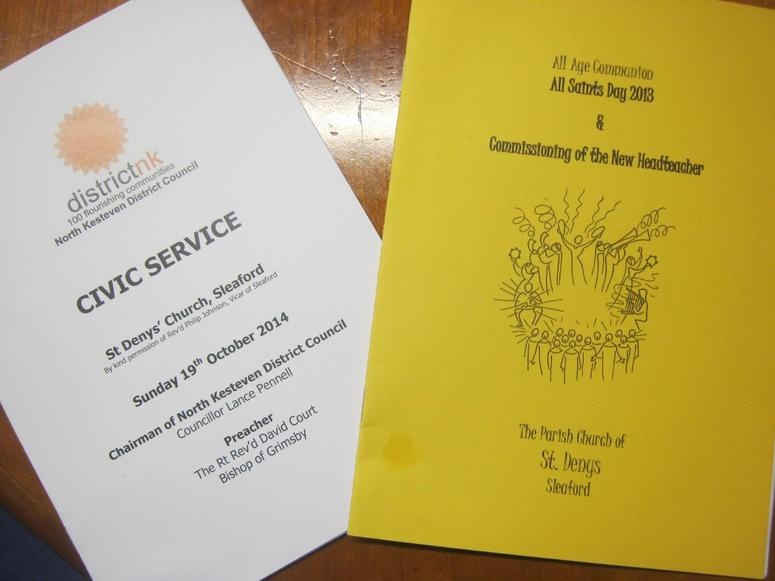 districtnk
100 flourishing communities
North Kesteven District Council
CIVIC SERVICE
St Denys' Church, Sleaford
By kind permission of Rev'd Philip Johnson, Vicar of Sleaford
Sunday 19th October 2014
Chairman of North Kesteven District Council
Councillor Lance Pennell
Preacher
The Rt Rev'd David Court
Bishop of Grimsby
All Age Communion
All Saints Day 2013
&
Commissioning of the New Headteacher
The Parish Church of
St. Denys
Sleaford